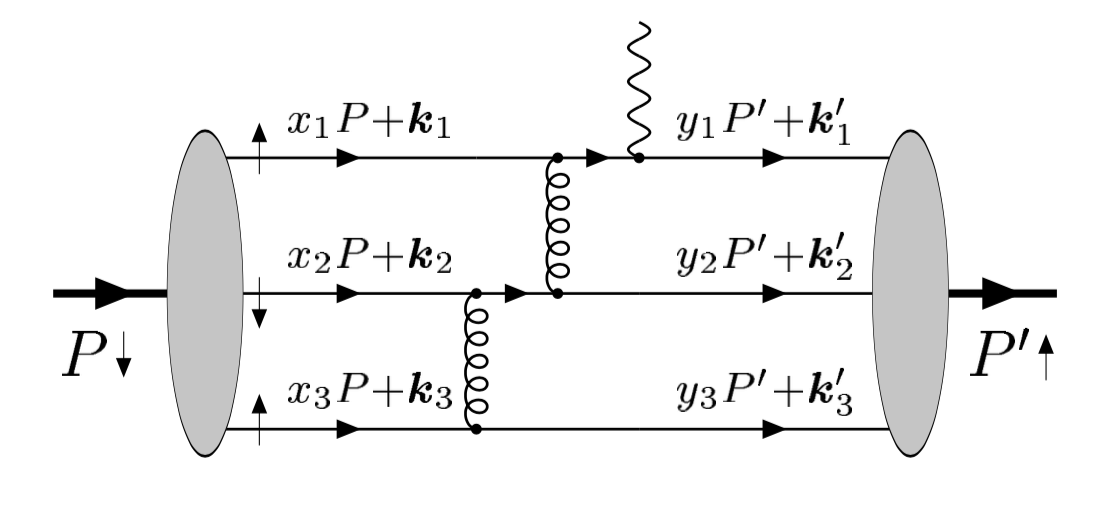 x₁P+𝒌₁ y₁P′+𝒌′₁
x₂P+𝒌₂ y₂P′+𝒌′₂
P↓ P′↑
x₃P+𝒌₃ y₃P′+𝒌′₃